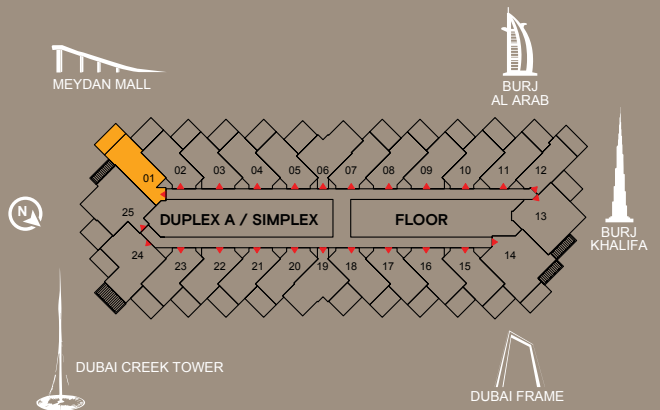 MEYDAN MALL
BURJ
AL ARAB
01
02
03
04
05
06
07
08
09
10
11
12
N
25
DUPLEX A / SIMPLEX
FLOOR
13
BURJ
KHALIFA
24
23
22
21
20
19
18
17
16
15
14
DUBAI CREEK TOWER
DUBAI FRAME